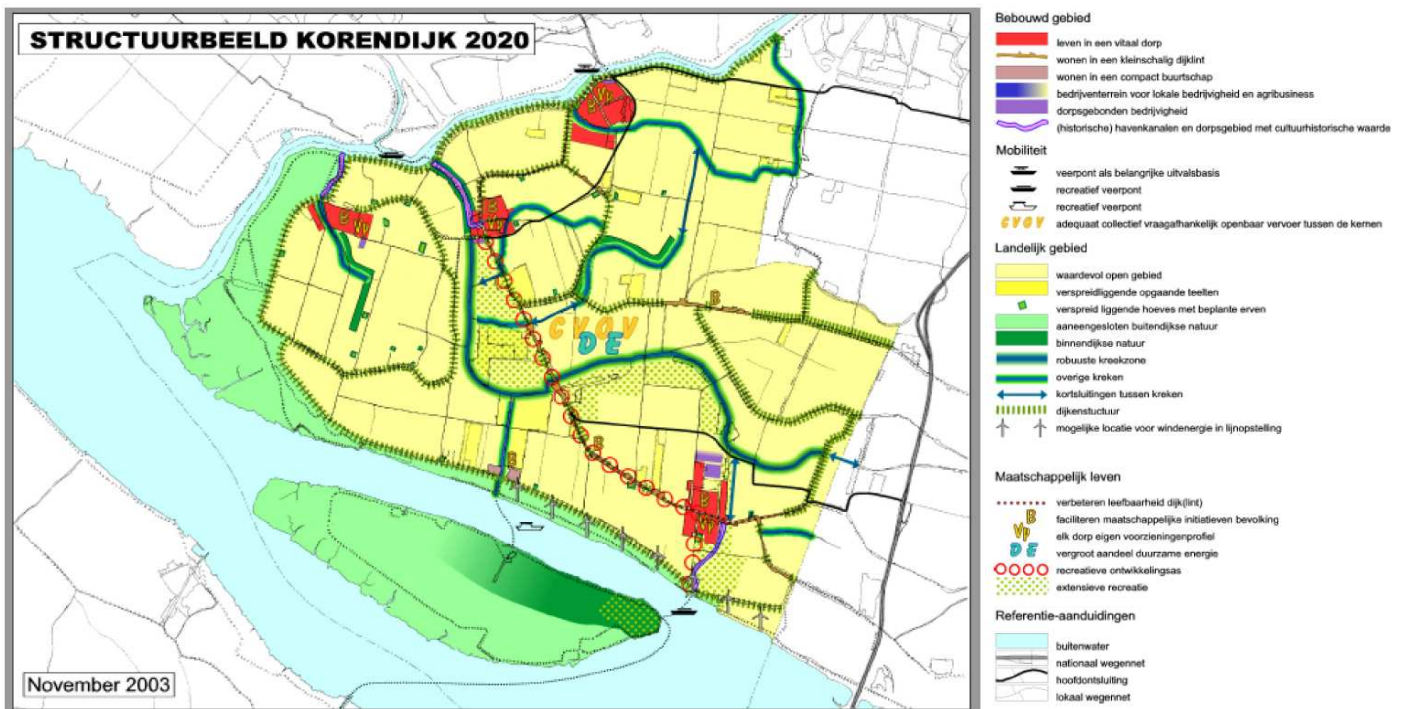 STRUCTUURBEELD KORENDIJK 2020
B
Vp
B
Vp
B
Vp
B
C V O V
D E
B
B
November 2003
Bebouwd gebied
leven in een vitaal dorp
wonen in een kleinschalig dijklint
wonen in een compact buurtschap
bedrijventerrein voor lokale bedrijvigheid en agribusiness
dorpsgebonden bedrijvigheid
(historische) havenkanalen en dorpsgebied met cultuurhistorische waarde
Mobiliteit
veerpont als belangrijke uitvalsbasis
recreatief veerpont
recreatief veerpont
C V O V
adequaat collectief vraagafhankelijk openbaar vervoer tussen de kernen
Landelijk gebied
waardevol open gebied
verspreidliggende opgaande teelten
verspreid liggende hoeves met beplante erven
aaneengesloten buitendijkse natuur
binnendijkse natuur
robuuste kreekzone
overige kreken
kortsluitingen tussen kreken
dijkenstuctuur
mogelijke locatie voor windenergie in lijnopstelling
Maatschappelijk leven
verbeteren leefbaarheid dijk(lint)
B
faciliteren maatschappelijke initiatieven bevolking
Vp
elk dorp eigen voorzieningenprofiel
D E
vergroot aandeel duurzame energie
recreatieve ontwikkelingsas
extensieve recreatie
Referentie-aanduidingen
buitenwater
nationaal wegennet
hoofdontsluiting
lokaal wegennet